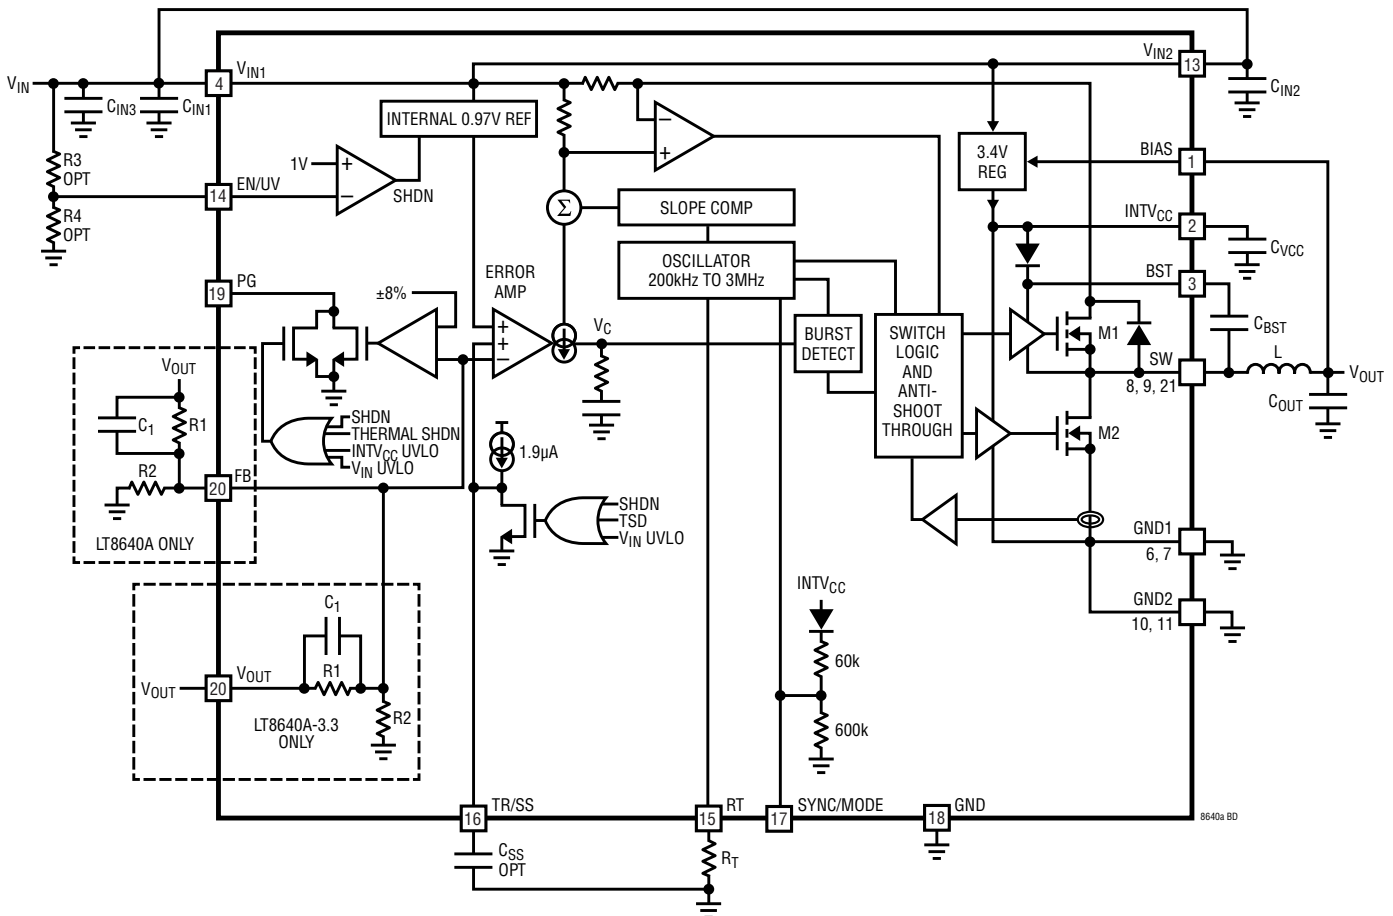 VIN2
13
VIN
4
VIN1
CIN3
CIN1
CIN2
INTERNAL 0.97V REF
–
+
3.4V
REG
BIAS
1
R3
OPT
1V
+
–
SHDN
14
EN/UV
R4
OPT
Σ
SLOPE COMP
INTVCC
2
CVCC
OSCILLATOR
200kHz TO 3MHz
BST
3
19
PG
±8%
ERROR
AMP
+
+
–
VC
BURST
DETECT
SWITCH
LOGIC
AND
ANTI-
SHOOT
THROUGH
M1
CBST
SW
8, 9, 21
L
VOUT
COUT
VOUT
C1
R1
R2
20
FB
LT8640A ONLY
SHDN
THERMAL SHDN
INTVCC UVLO
VIN UVLO
1.9µA
M2
SHDN
TSD
VIN UVLO
GND1
6, 7
GND2
10, 11
INTVCC
60k
600k
C1
R1
VOUT
20
VOUT
R2
LT8640A-3.3
ONLY
16
TR/SS
15
RT
17
SYNC/MODE
18
GND
8640a BD
CSS
OPT
RT